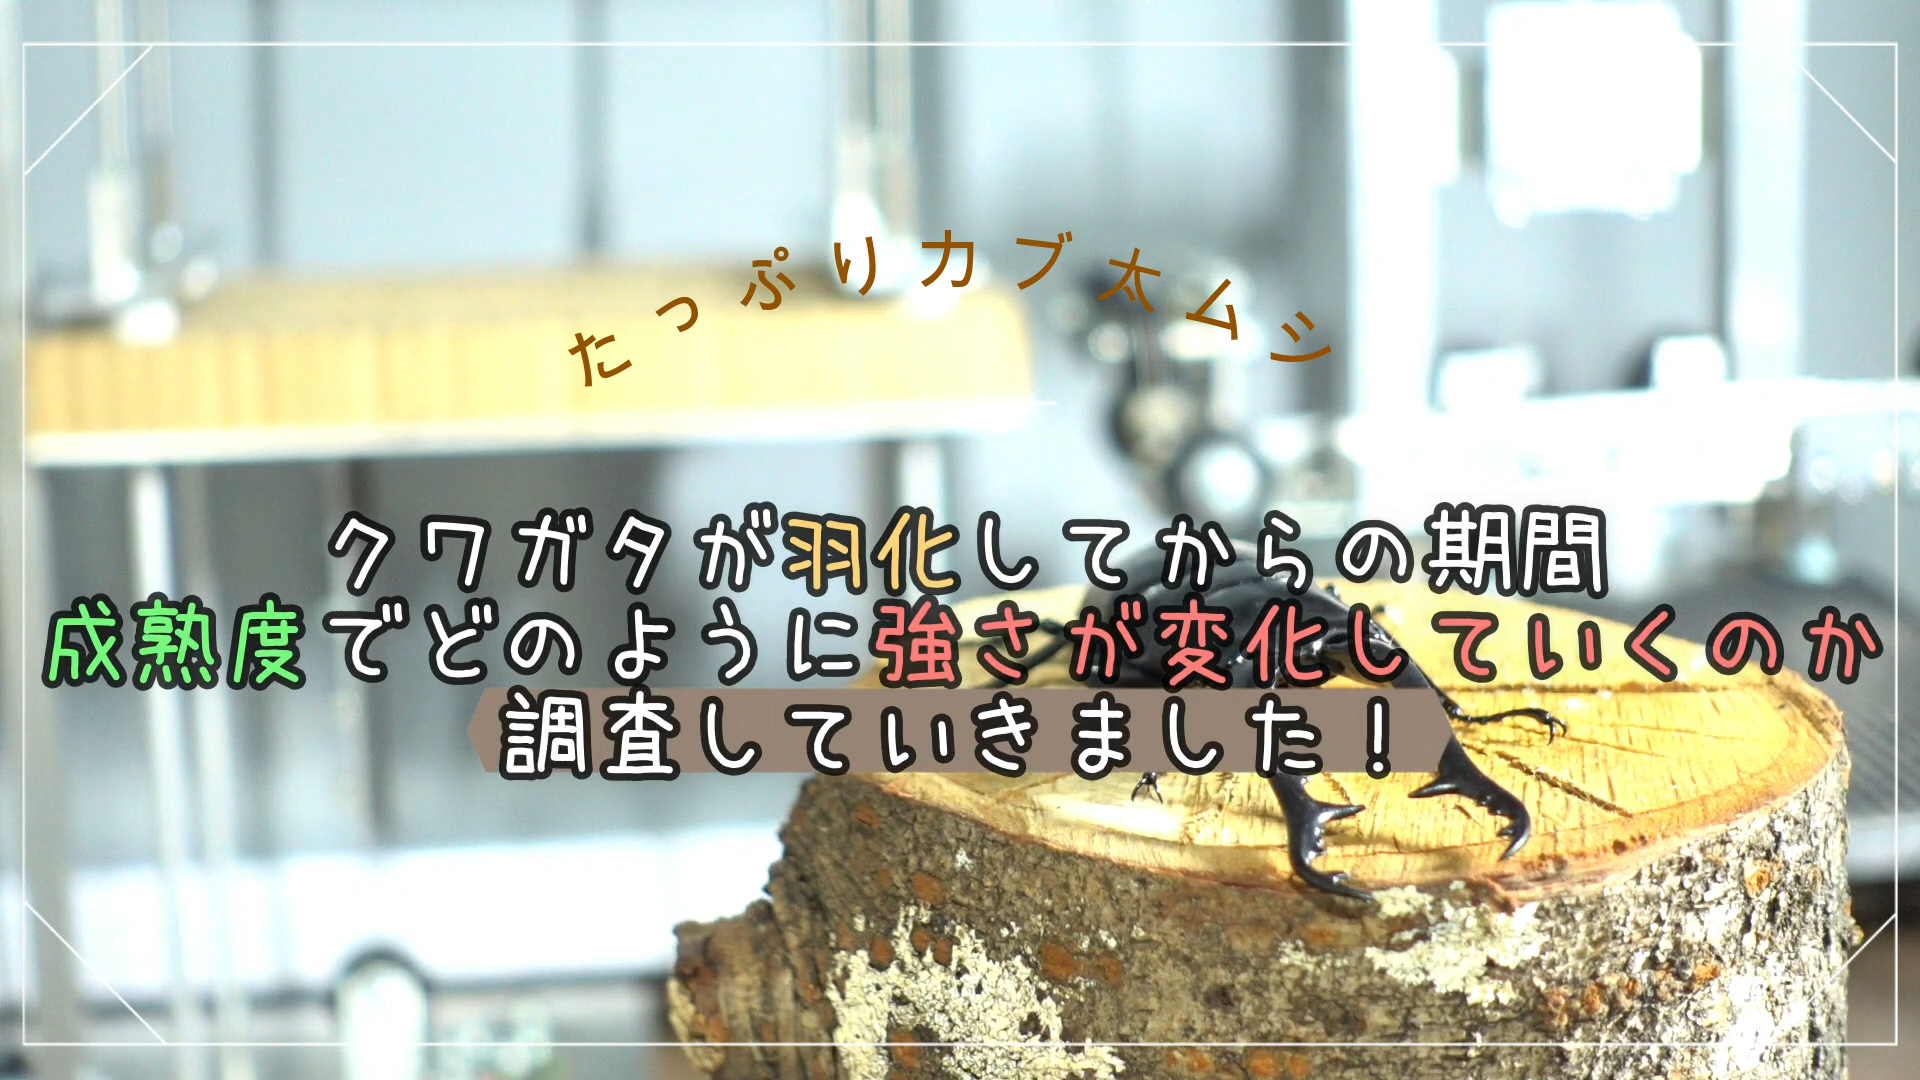 たっぷりカブ太ムシ
クワガタが羽化してからの期間
成熟度でどのように強さが変化していくのか
調査していきました！